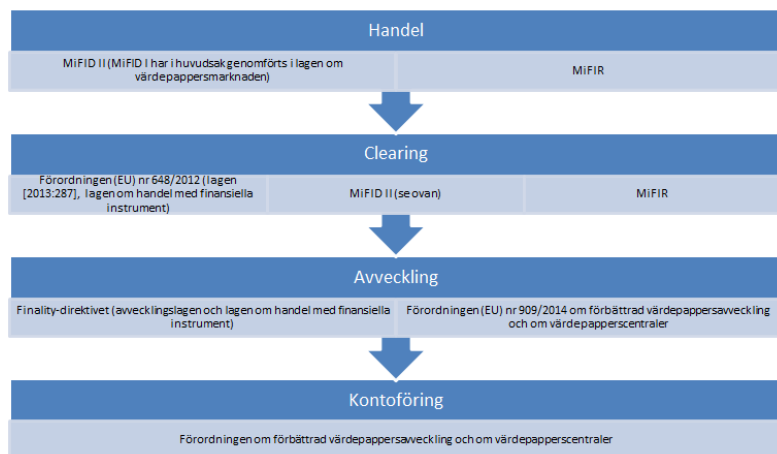 Handel
MiFID II (MiFID I har i huvudsak genomförts i lagen om
värdepappersmarknaden)
MiFIR
Clearing
Förordningen (EU) nr 648/2012 (lagen
[2013:287], lagen om handel med finansiella
instrument)
MiFID II (se ovan)
MiFIR
Avveckling
Finality-direktivet (avvecklingslagen och lagen om handel med finansiella
instrument)
Förordningen (EU) nr 909/2014 om förbättrad värdepappersavveckling
och om värdepapperscentraler
Kontoföring
Förordningen om förbättrad värdepappersavveckling och om värdepapperscentraler